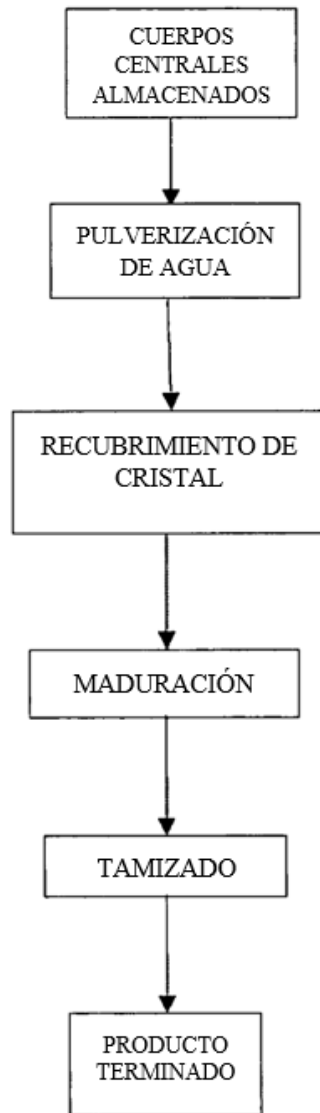 CUERPOS
CENTRALES
ALMACENADOS
PULVERIZACIÓN
DE AGUA
RECUBRIMIENTO DE
CRISTAL
MADURACIÓN
TAMIZADO
PRODUCTO
TERMINADO